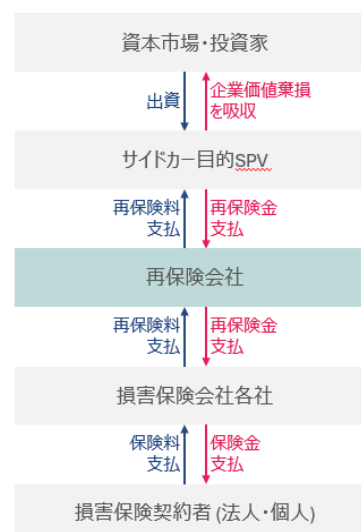 資本市場・投資家
出資
企業価値棄損
を吸収
サイドカー目的SPV
再保険料
支払
再保険金
支払
再保険会社
再保険料
支払
再保険金
支払
損害保険会社各社
保険料
支払
保険金
支払
損害保険契約者 (法人・個人)